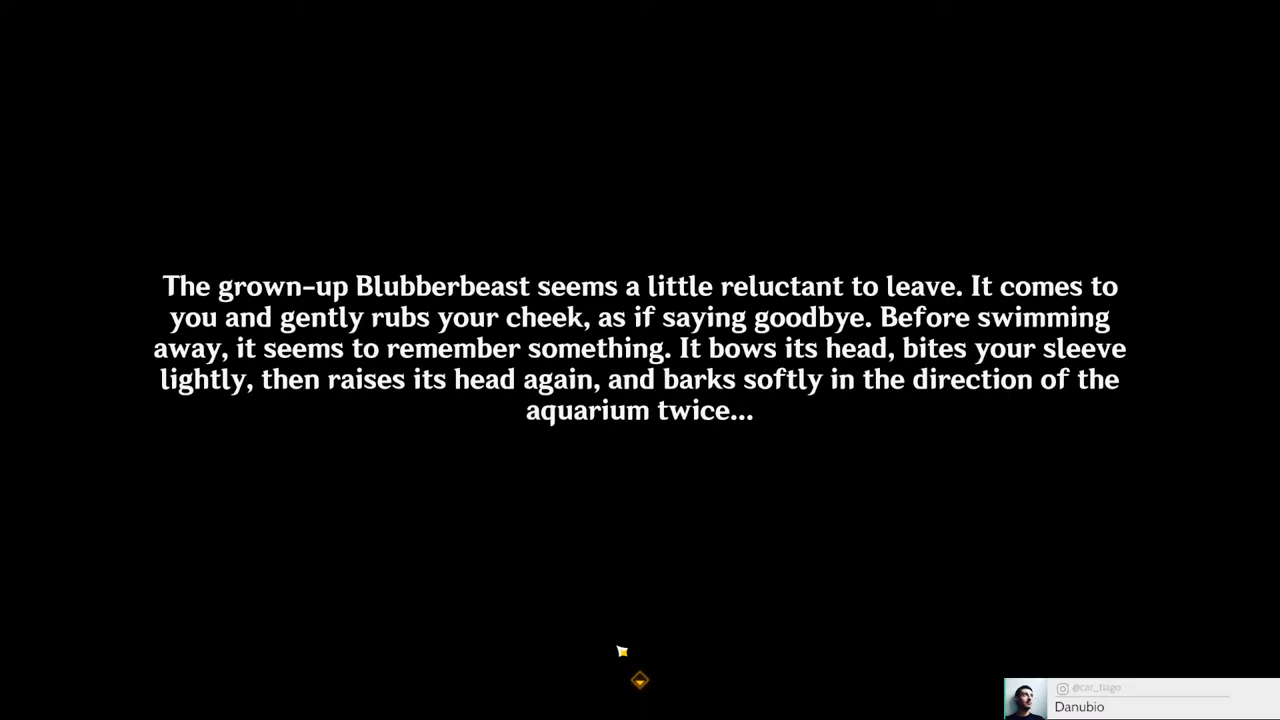 The grown-up Blubberbeast seems a little reluctant to leave. It comes to
you and gently rubs your cheek, as if saying goodbye. Before swimming
away, it seems to remember something. It bows its head, bites your sleeve
lightly, then raises its head again, and barks softly in the direction of the
aquarium twice...
@car_tiago
Danubio